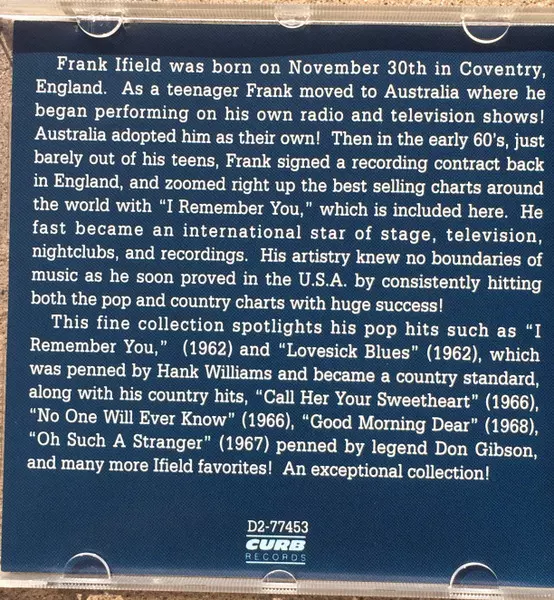 Frank Ifield was born on November 30th in Coventry,
England. As a teenager Frank moved to Australia where he
began performing on his own radio and television shows!
Australia adopted him as their own! Then in the early 60's, just
barely out of his teens, Frank signed a recording contract back
in England, and zoomed right up the best selling charts around
the world with “I Remember You,” which is included here. He
fast became an international star of stage, television,
nightclubs, and recordings. His artistry knew no boundaries of
music as he soon proved in the U.S.A. by consistently hitting
both the pop and country charts with huge success!
This fine collection spotlights his pop hits such as “I
Remember You,” (1962) and “Lovesick Blues” (1962), which
was penned by Hank Williams and became a country standard,
along with his country hits, “Call Her Your Sweetheart” (1966),
“No One Will Ever Know” (1966), “Good Morning Dear” (1968),
“Oh Such A Stranger” (1967) penned by legend Don Gibson,
and many more Ifield favorites! An exceptional collection!
D2-77453
CURB
RECORDS